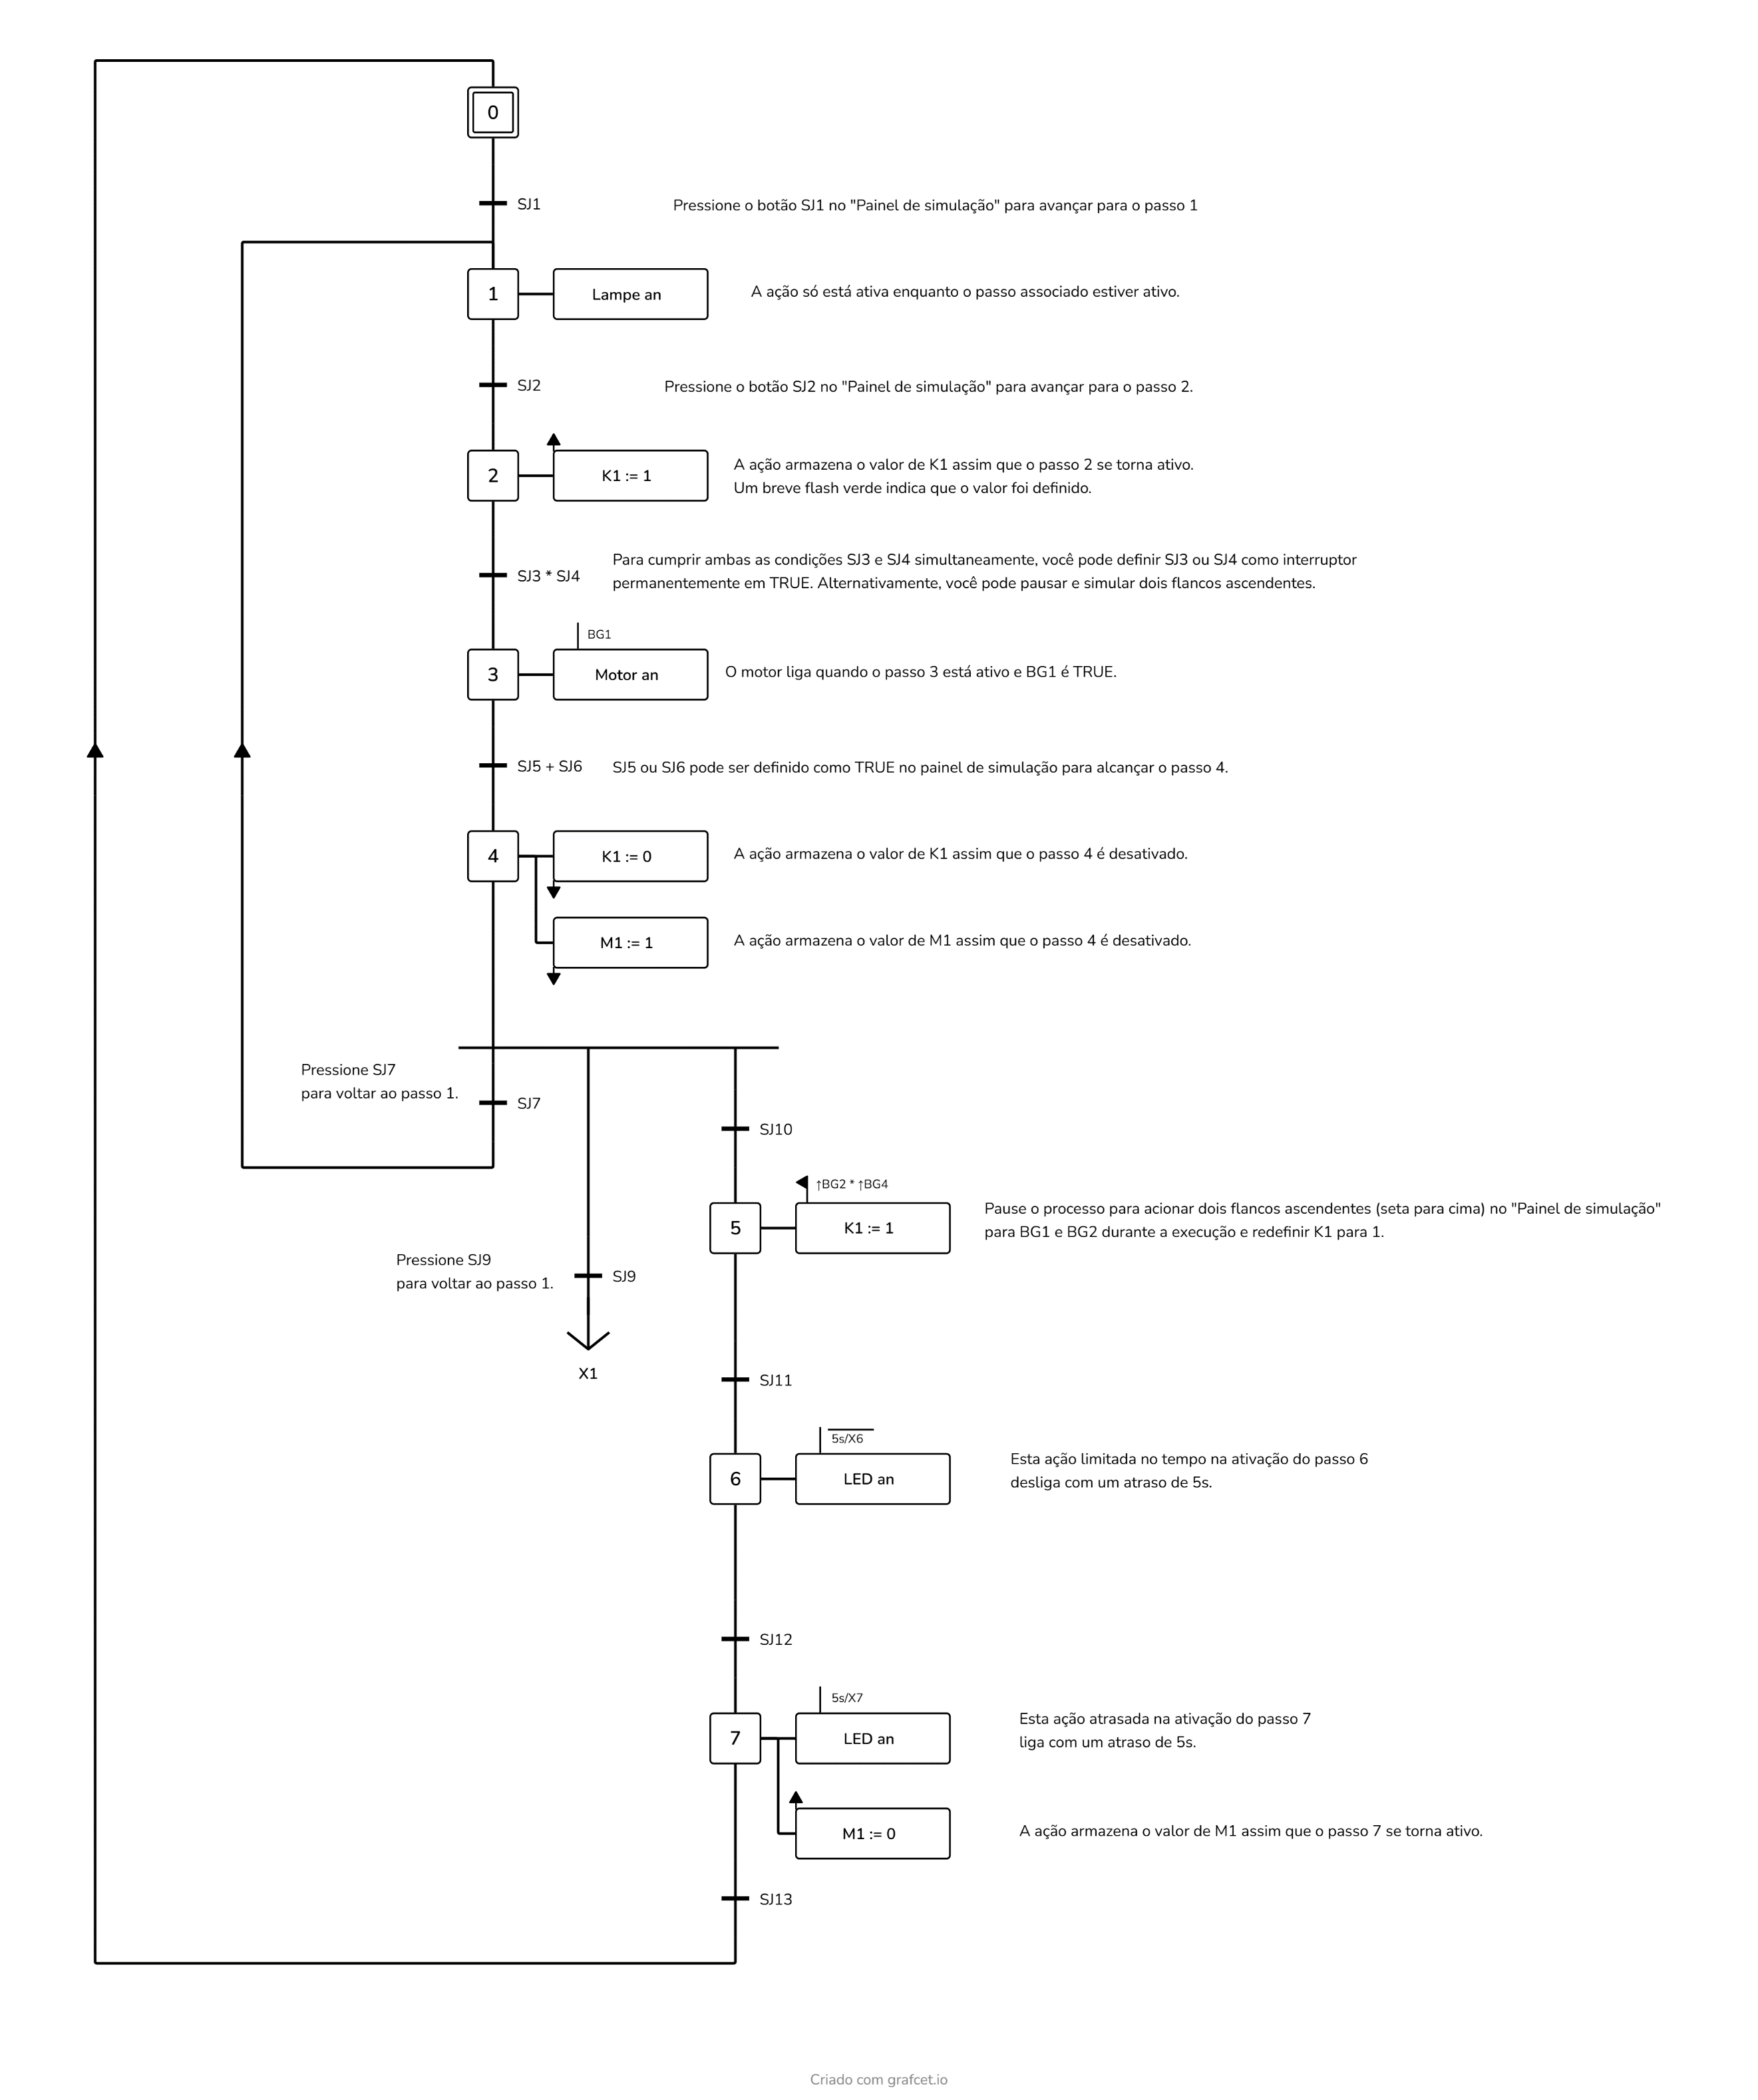 0
SJ1
Pressione o botão SJ1 no "Painel de simulação" para avançar para o passo 1
1
Lampe an
A ação só está ativa enquanto o passo associado estiver ativo.
SJ2
Pressione o botão SJ2 no "Painel de simulação" para avançar para o passo 2.
2
K1 := 1
A ação armazena o valor de K1 assim que o passo 2 se torna ativo.
Um breve flash verde indica que o valor foi definido.
SJ3 * SJ4
Para cumprir ambas as condições SJ3 e SJ4 simultaneamente, você pode definir SJ3 ou SJ4 como interruptor
permanentemente em TRUE. Alternativamente, você pode pausar e simular dois flancos ascendentes.
BG1
3
Motor an
O motor liga quando o passo 3 está ativo e BG1 é TRUE.
SJ5 + SJ6
SJ5 ou SJ6 pode ser definido como TRUE no painel de simulação para alcançar o passo 4.
4
K1 := 0
A ação armazena o valor de K1 assim que o passo 4 é desativado.
M1 := 1
A ação armazena o valor de M1 assim que o passo 4 é desativado.
Pressione SJ7
para voltar ao passo 1.
SJ7
SJ10
↑BG2 * ↑BG4
5
K1 := 1
Pause o processo para acionar dois flancos ascendentes (seta para cima) no "Painel de simulação"
para BG1 e BG2 durante a execução e redefinir K1 para 1.
Pressione SJ9
para voltar ao passo 1.
SJ9
X1
SJ11
5s/X6
6
LED an
Esta ação limitada no tempo na ativação do passo 6
desliga com um atraso de 5s.
SJ12
5s/X7
7
LED an
Esta ação atrasada na ativação do passo 7
liga com um atraso de 5s.
M1 := 0
A ação armazena o valor de M1 assim que o passo 7 se torna ativo.
SJ13
Criado com grafcet.io